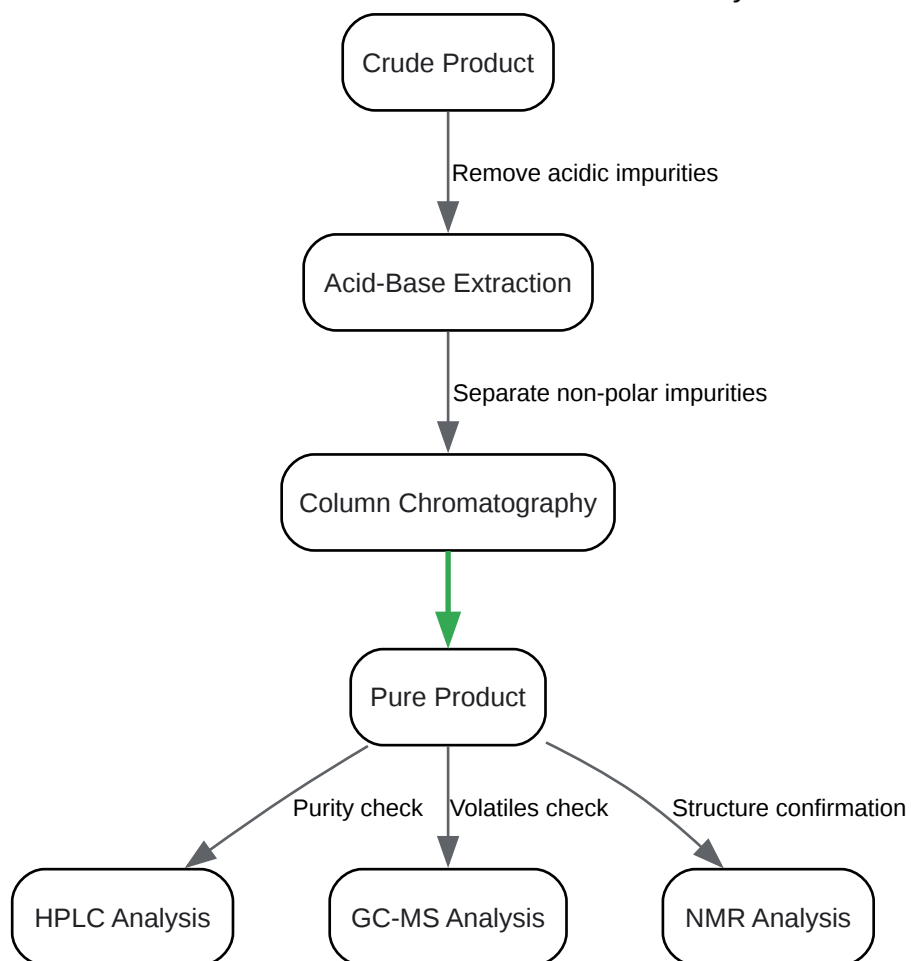 Crude Product
Remove acidic impurities
Acid-Base Extraction
Separate non-polar impurities
Column Chromatography
Pure Product
Purity check
Volatiles check
Structure confirmation
HPLC Analysis
GC-MS Analysis
NMR Analysis